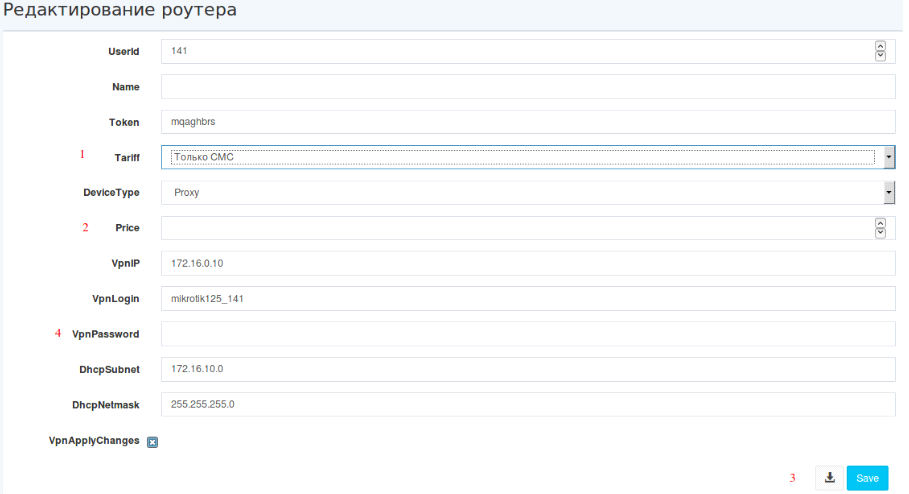 Редактирование роутера
UserId 141
Name
Token mqaghbrs
1 Tariff Только СМС
DeviceType Proxy
2 Price
VpnIP 172.16.0.10
VpnLogin mikrotik125_141
4 VpnPassword
DhcpSubnet 172.16.10.0
DhcpNetmask 255.255.255.0
VpnApplyChanges
3 Save